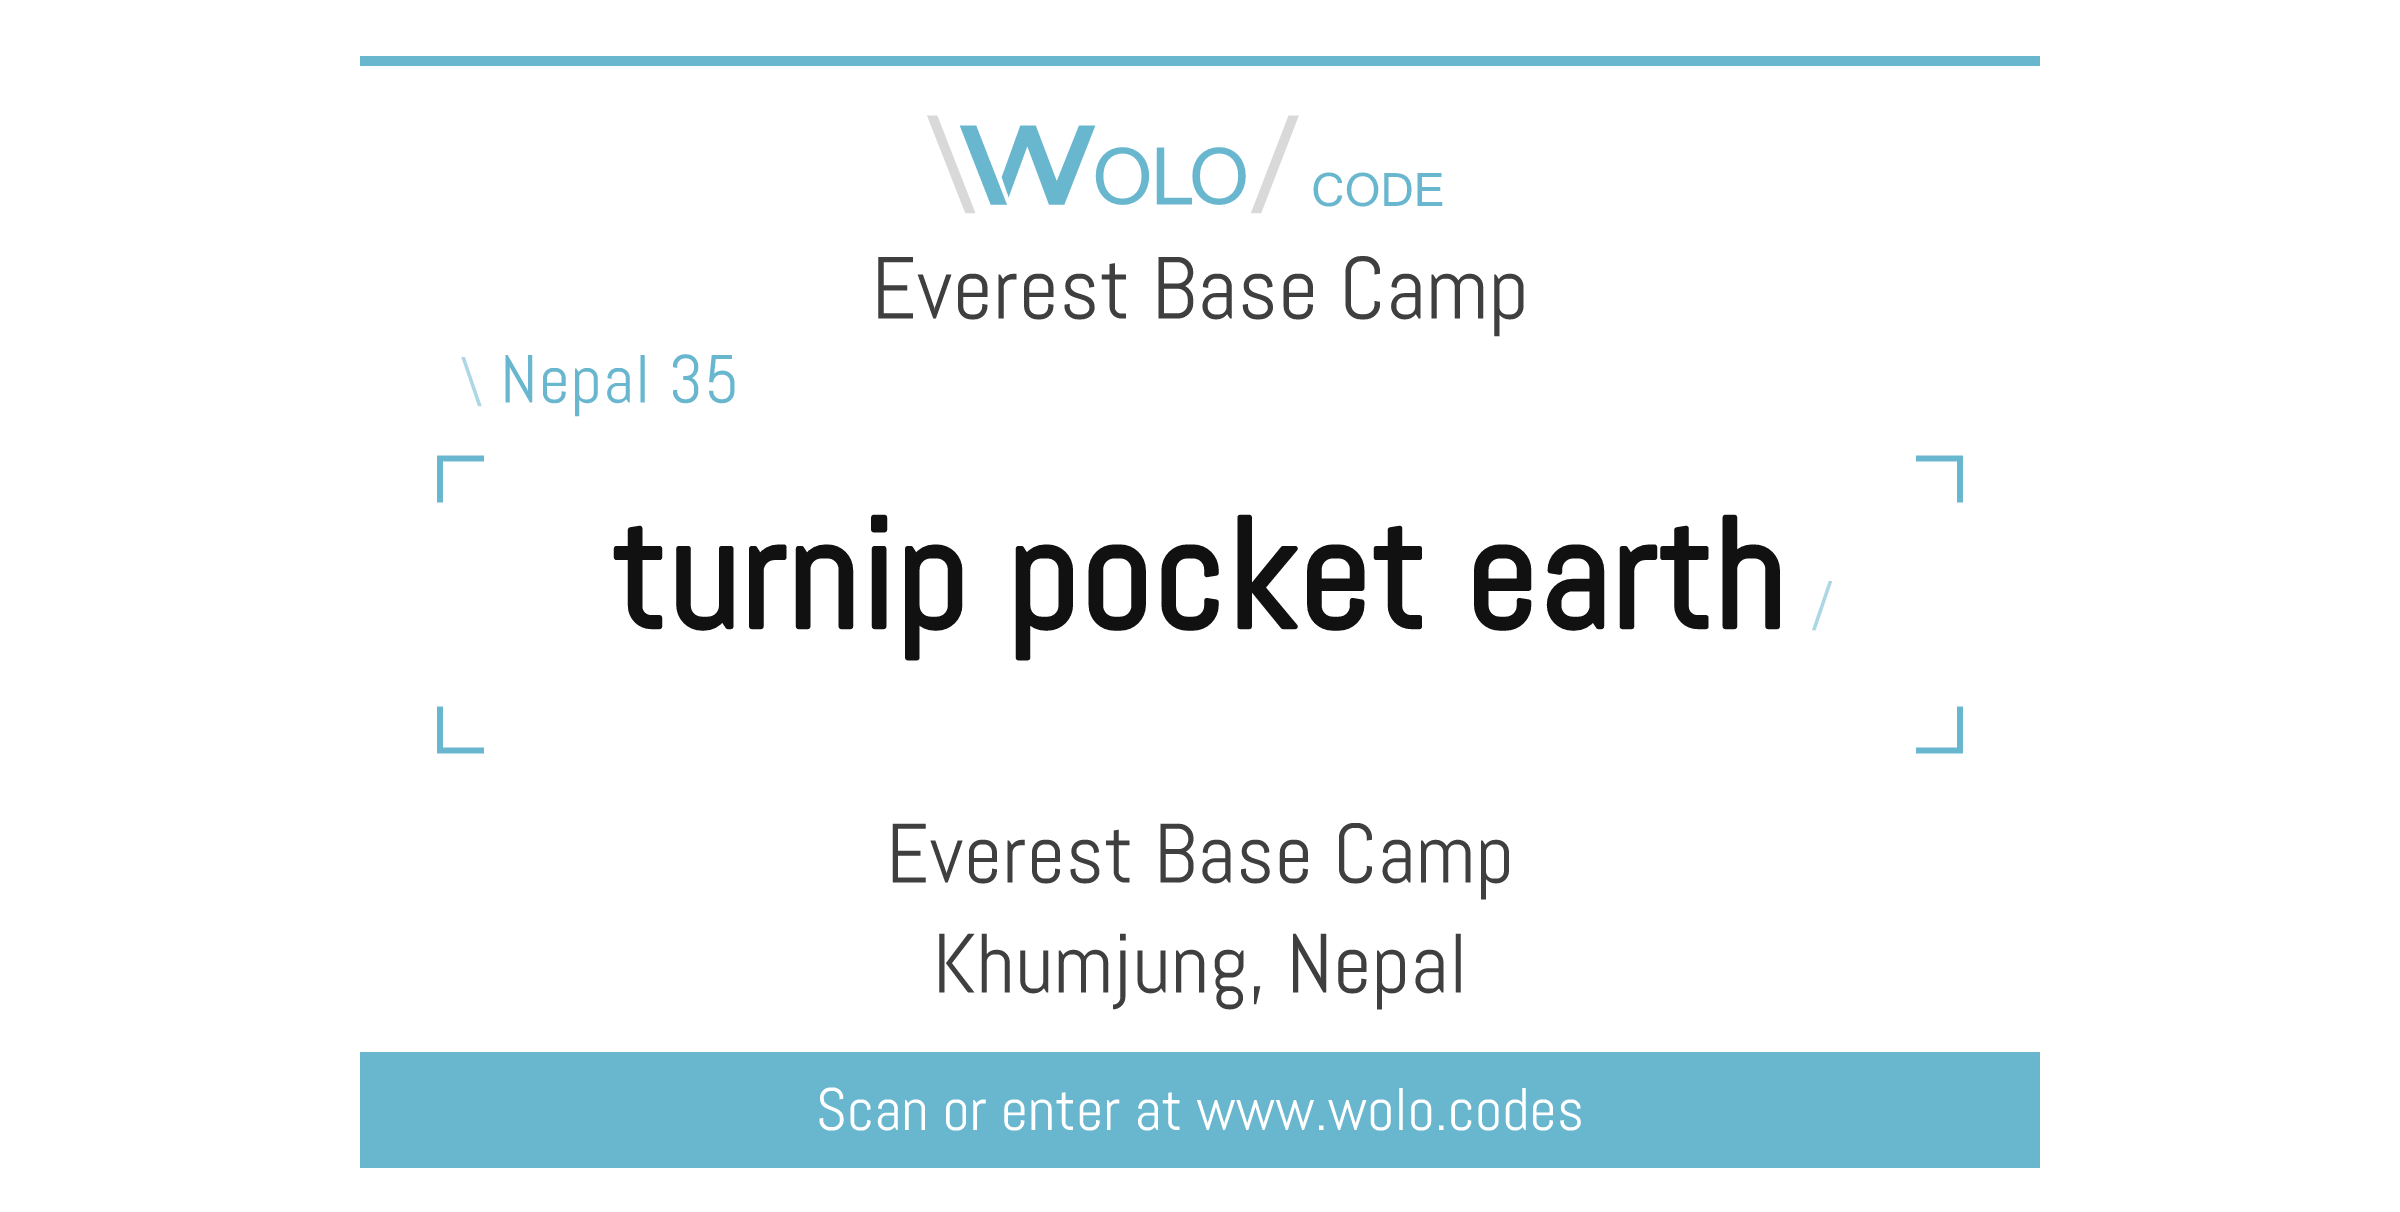 \WOLO/ CODE
Everest Base Camp
\ Nepal 35
turnip pocket earth /
Everest Base Camp
Khumjung, Nepal
Scan or enter at www.wolo.codes